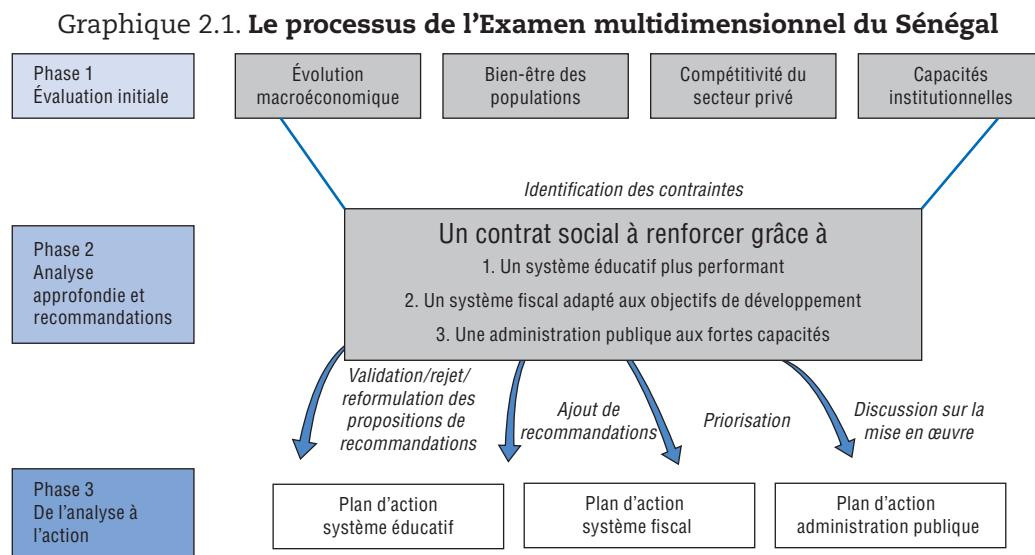 Graphique 2.1. Le processus de l'Examen multidimensionnel du Sénégal
Phase 1
Évaluation initiale
Évolution
macroéconomique
Bien-être des
populations
Compétitivité du
secteur privé
Capacités
institutionnelles
Identification des contraintes
Phase 2
Analyse
approfondie et
recommandations
Un contrat social à renforcer grâce à
1. Un système éducatif plus performant
2. Un système fiscal adapté aux objectifs de développement
3. Une administration publique aux fortes capacités
Validation/rejet/
reformulation des
propositions de
recommandations
Ajout de
recommandations
Priorisation
Discussion sur la
mise en œuvre
Phase 3
De l'analyse à
l'action
Plan d'action
système éducatif
Plan d'action
système fiscal
Plan d'action
administration publique